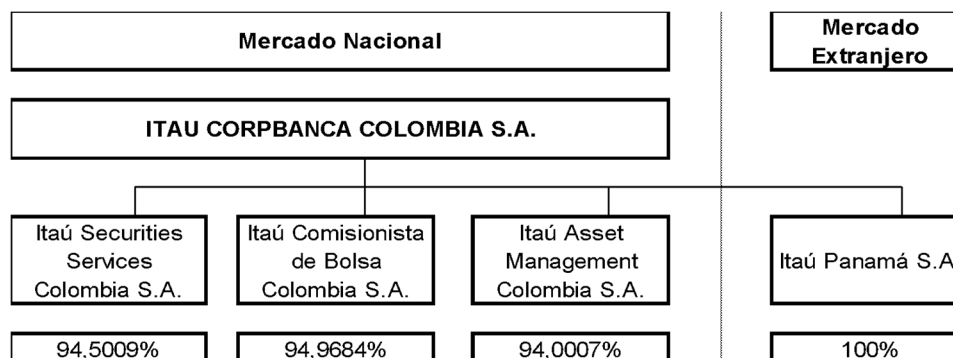 Mercado Nacional
Mercado
Extranjero
ITAU CORPBANCA COLOMBIA S.A.
Itaú Securities
Services
Colombia S.A.
Itaú Comisionista
de Bolsa
Colombia S.A.
Itaú Asset
Management
Colombia S.A.
Itaú Panamá S.A
94,5009%
94,9684%
94,0007%
100%